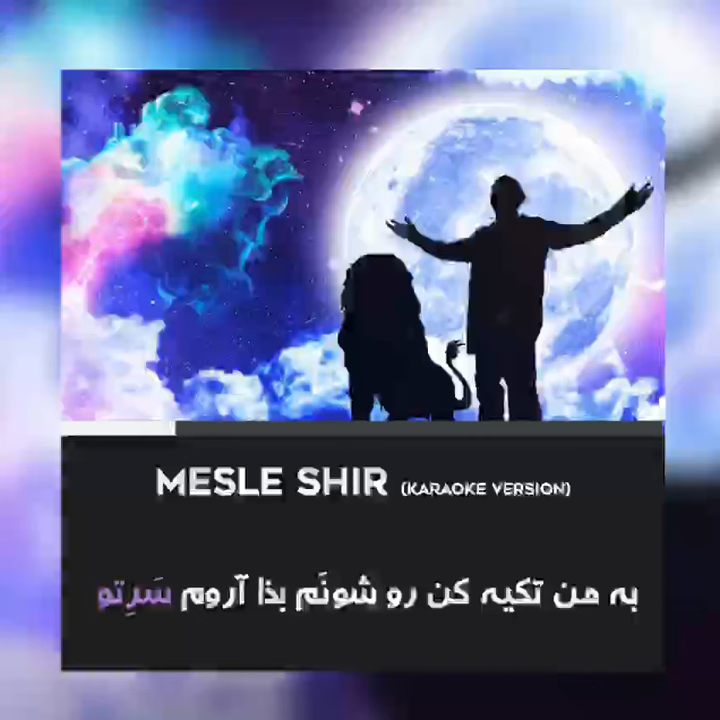 MESLE SHIR (KARAOKE VERSION)
به من تکیه کن رو شونَم بذا آروم سَرِتو